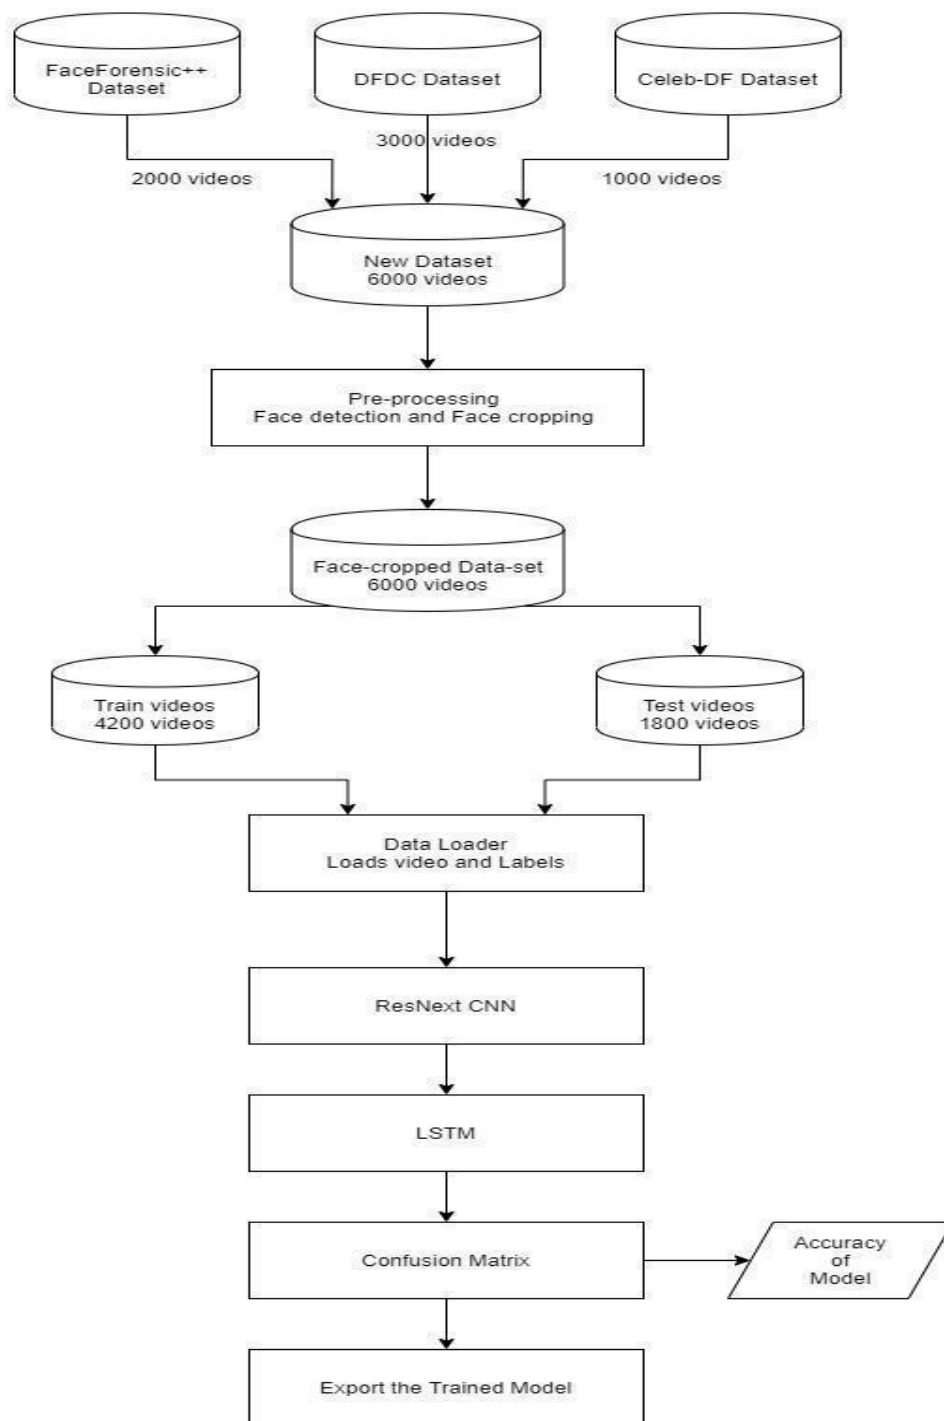 FaceForensic++
Dataset
DFDC Dataset
Celeb-DF Dataset
3000 videos
2000 videos
1000 videos
New Dataset
6000 videos
Pre-processing
Face detection and Face cropping
Face-cropped Data-set
6000 videos
Train videos
4200 videos
Test videos
1800 videos
Data Loader
Loads video and Labels
ResNext CNN
LSTM
Confusion Matrix
Accuracy
of
Model
Export the Trained Model